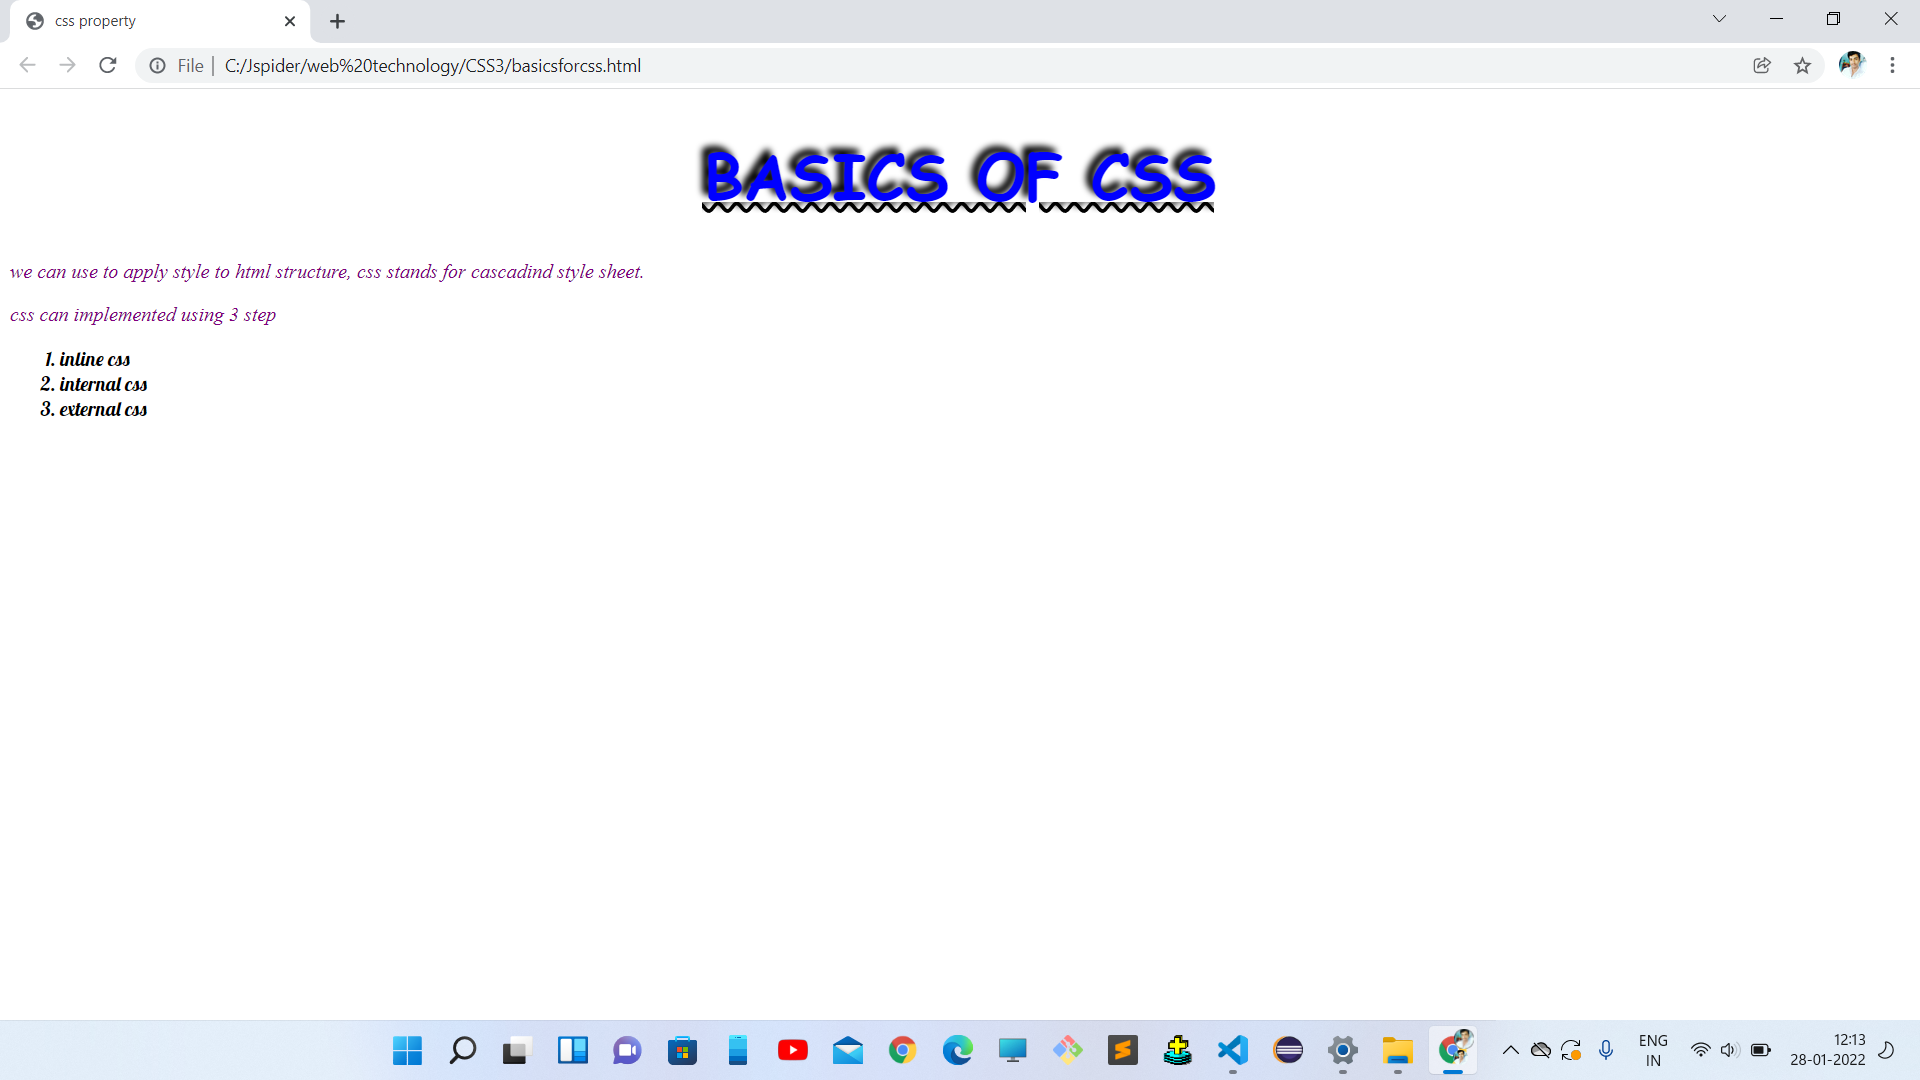 css property
File | C:/Jspider/web%20technology/CSS3/basicsforcss.html
BASICS OF CSS
we can use to apply style to html structure, css stands for cascadind style sheet.
css can implemented using 3 step
1. inline css
2. internal css
3. external css
ENG
IN
12:13
28-01-2022